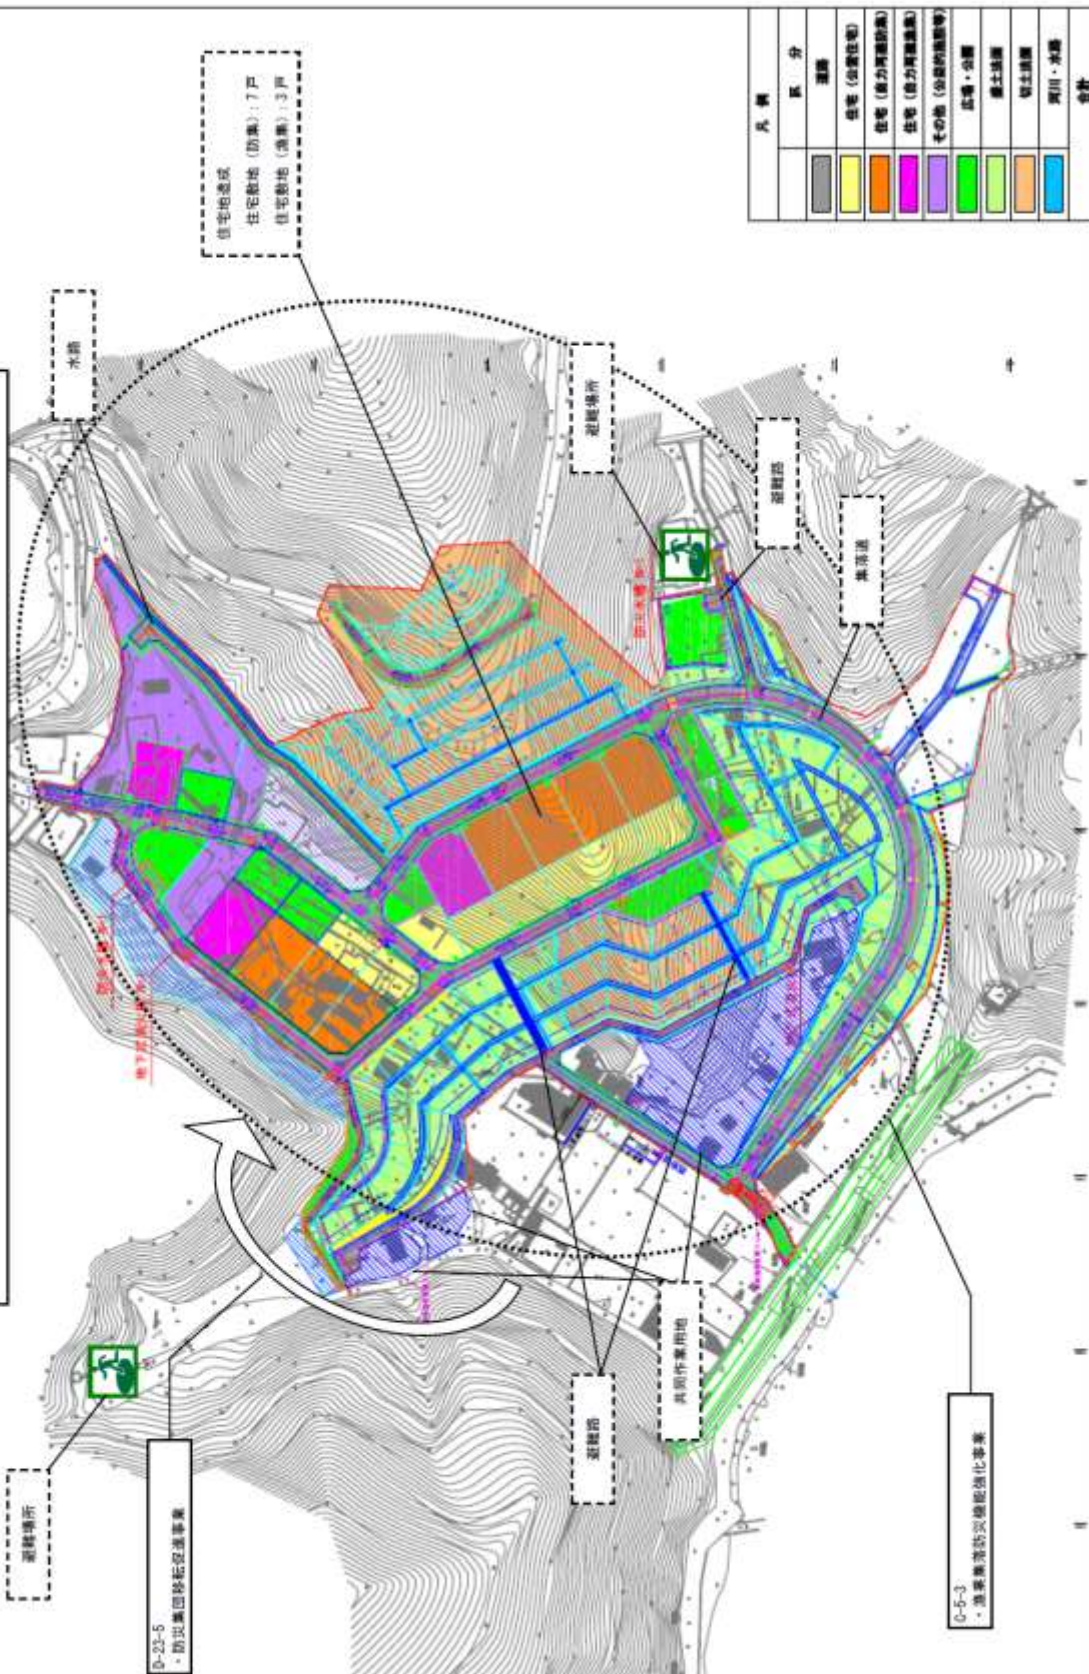 避難場所
D-23-5
・防災集団移転促進事業
水路
住宅地造成
住宅敷地（防集）：7戸
住宅敷地（漁集）：3戸
避難場所
避難路
集落道
避難路
共同作業用地
C-5-3
・漁業集落防災機能強化事業
凡例
区　分
道路
住宅（公営住宅）
住宅（自力再建防集）
住宅（自力再建漁集）
その他（公益的施設等）
広場・公園
盛土法面
切土法面
河川・水路
合計